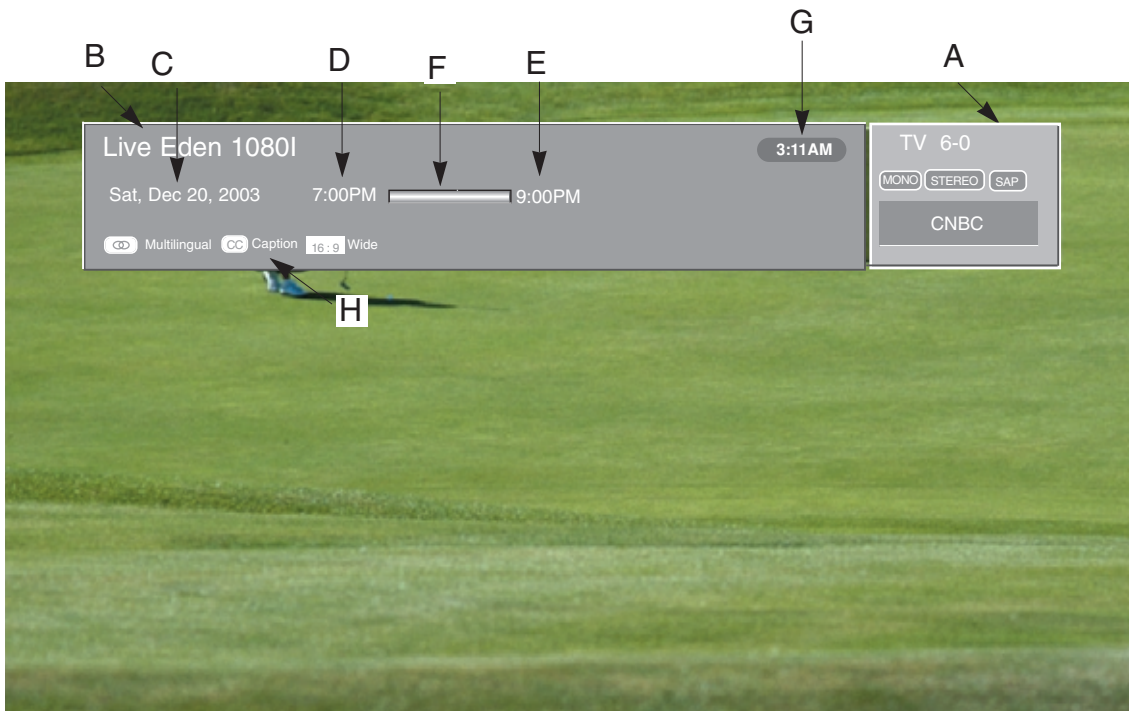 G
B C D F E A
Live Eden 1080I
3:11AM
TV 6-0
Sat, Dec 20, 2003 7:00PM 9:00PM
MONO STEREO SAP
CNBC
Multilingual CC Caption 16:9 Wide
H